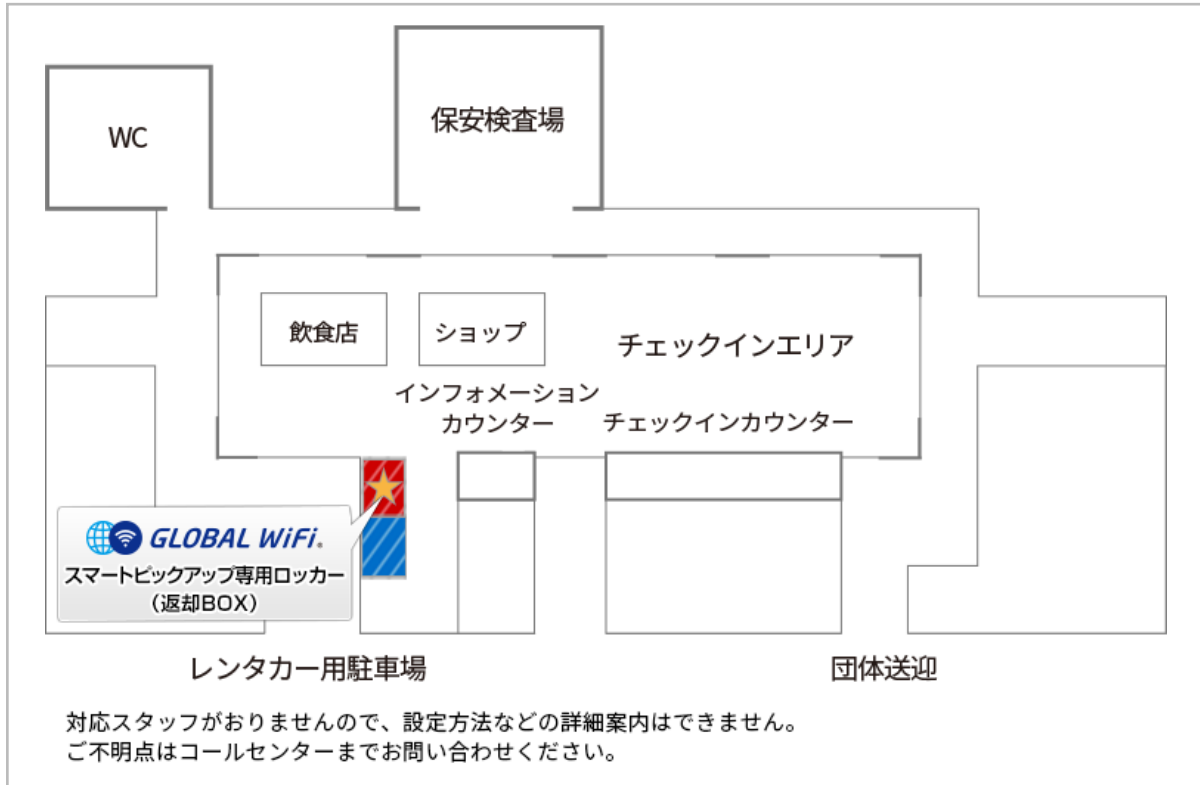 WC
保安検査場
飲食店
ショップ
チェックインエリア
インフォメーション
カウンター
チェックインカウンター
GLOBAL WiFi®
スマートピックアップ専用ロッカー
（返却BOX）
レンタカー用駐車場
団体送迎
対応スタッフがおりませんので、設定方法などの詳細案内はできません。
ご不明点はコールセンターまでお問い合わせください。